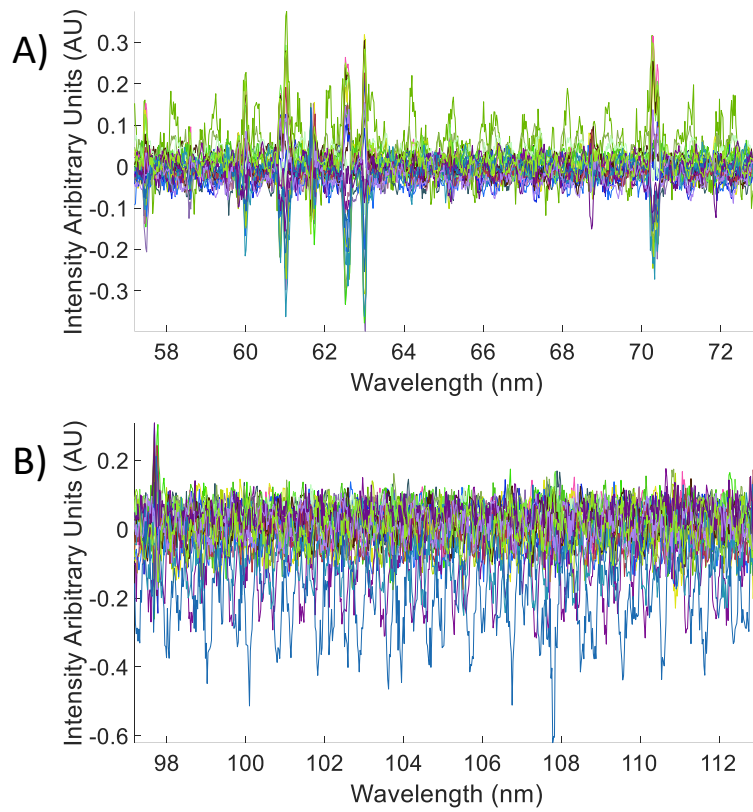 A)
Intensity Aribitrary Units (AU)
0.3
0.2
0.1
0
-0.1
-0.2
-0.3
58 60 62 64 66 68 70 72
Wavelength (nm)
B)
Intensity Aribitrary Units (AU)
0.2
0
-0.2
-0.4
-0.6
98 100 102 104 106 108 110 112
Wavelength (nm)